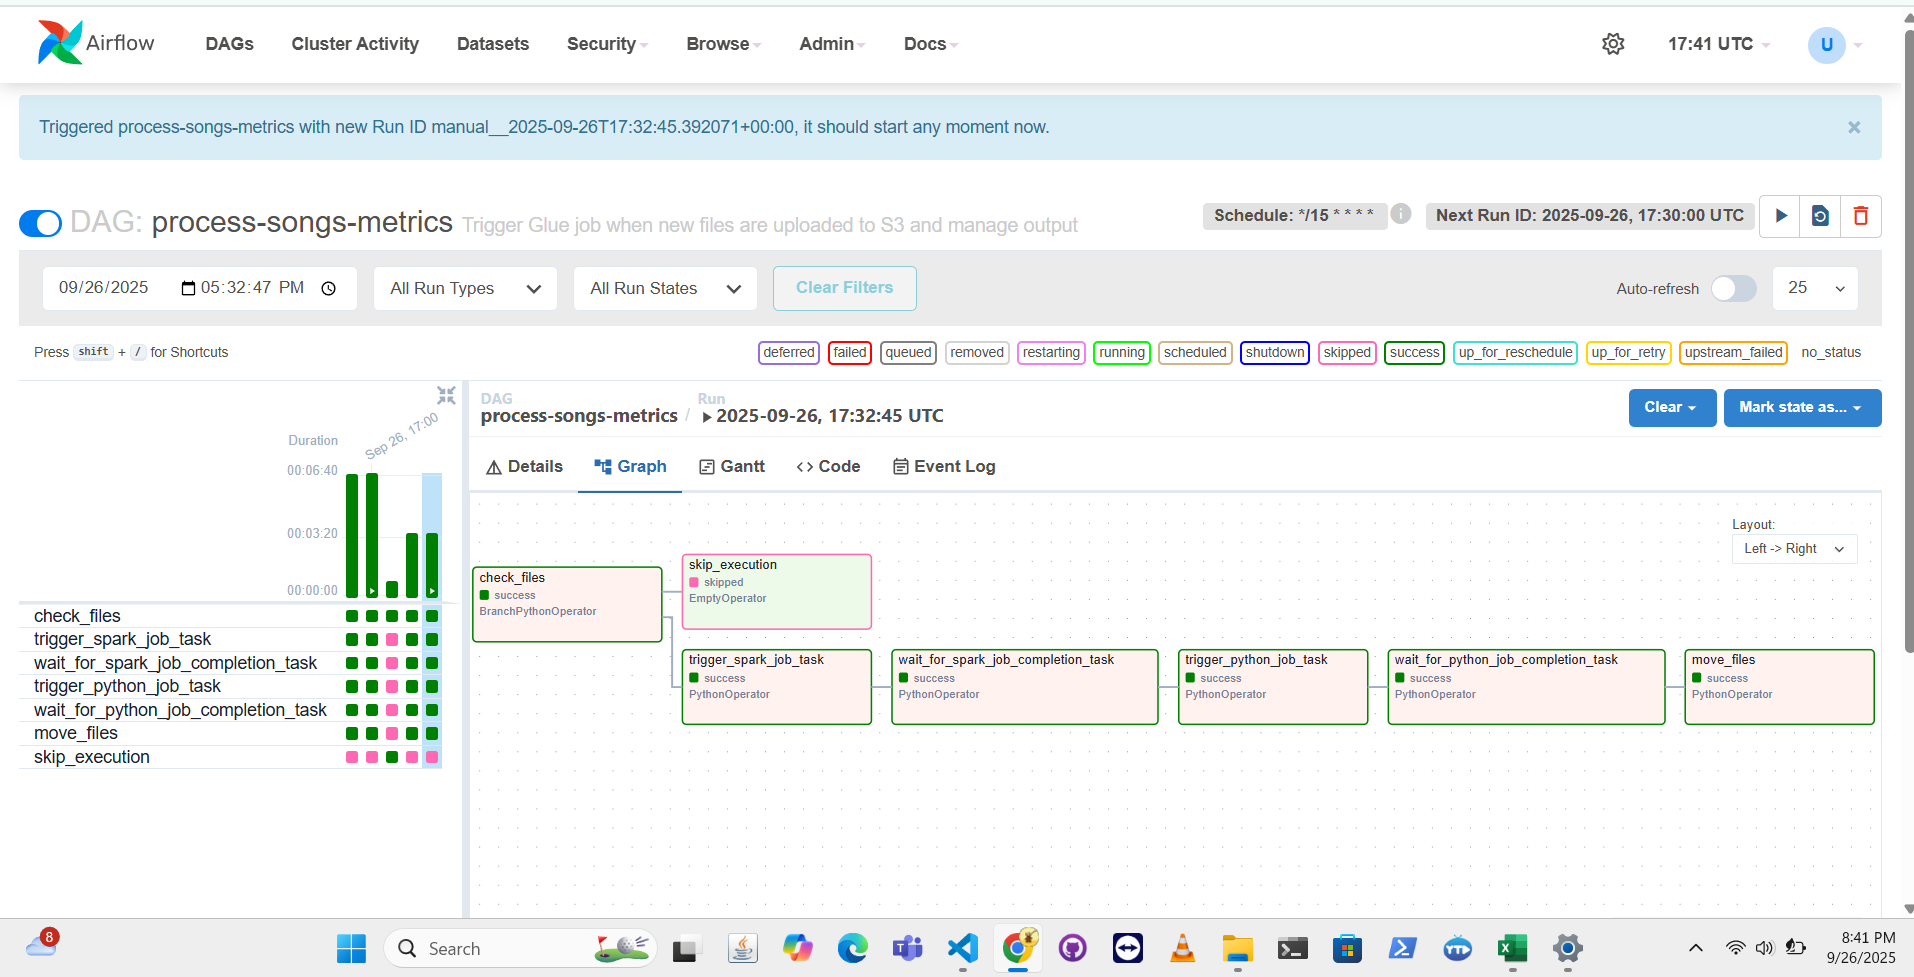 Airflow
DAGs
Cluster Activity
Datasets
Security
Browse
Admin
Docs
17:41 UTC
U
Triggered process-songs-metrics with new Run ID manual__2025-09-26T17:32:45.392071+00:00, it should start any moment now.
×
DAG: process-songs-metrics Trigger Glue job when new files are uploaded to S3 and manage output
Schedule: */15 * * * *
i
Next Run ID: 2025-09-26, 17:30:00 UTC
09/26/2025 05:32:47 PM
All Run Types
All Run States
Clear Filters
Auto-refresh
25
Press shift + / for Shortcuts
deferred
failed
queued
removed
restarting
running
scheduled
shutdown
skipped
success
up_for_reschedule
up_for_retry
upstream_failed
no_status
Duration
Sep 26, 17:00
00:06:40
00:03:20
00:00:00
check_files
trigger_spark_job_task
wait_for_spark_job_completion_task
trigger_python_job_task
wait_for_python_job_completion_task
move_files
skip_execution
DAG
process-songs-metrics
/
Run
2025-09-26, 17:32:45 UTC
Clear
Mark state as...
Details
Graph
Gantt
Code
Event Log
Layout:
Left -> Right
check_files
success
BranchPythonOperator
skip_execution
skipped
EmptyOperator
trigger_spark_job_task
success
PythonOperator
wait_for_spark_job_completion_task
success
PythonOperator
trigger_python_job_task
success
PythonOperator
wait_for_python_job_completion_task
success
PythonOperator
move_files
success
PythonOperator
8
Search
YTD
8:41 PM
9/26/2025